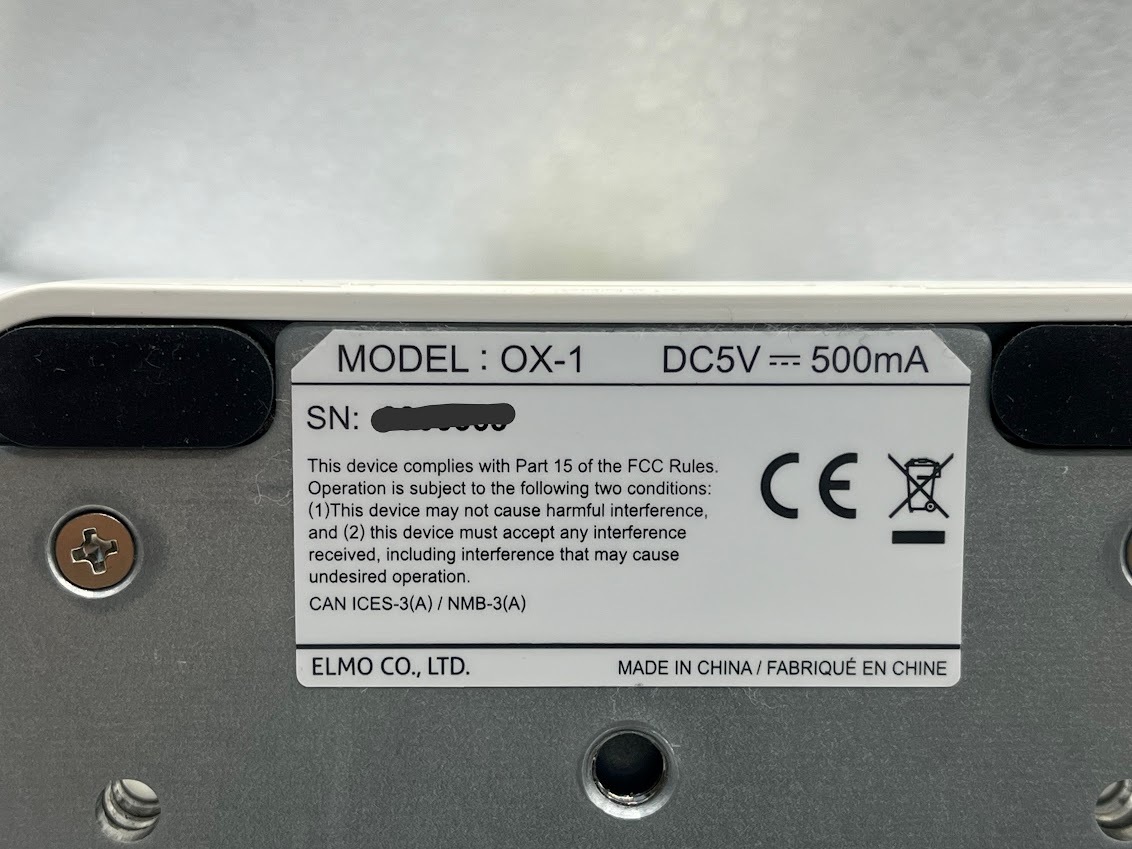 MODEL : OX-1 DC5V ⎓ 500mA
SN:
This device complies with Part 15 of the FCC Rules.
Operation is subject to the following two conditions:
(1)This device may not cause harmful interference,
and (2) this device must accept any interference
received, including interference that may cause
undesired operation.
CAN ICES-3(A) / NMB-3(A)
CE
ELMO CO., LTD. MADE IN CHINA / FABRIQUÉ EN CHINE